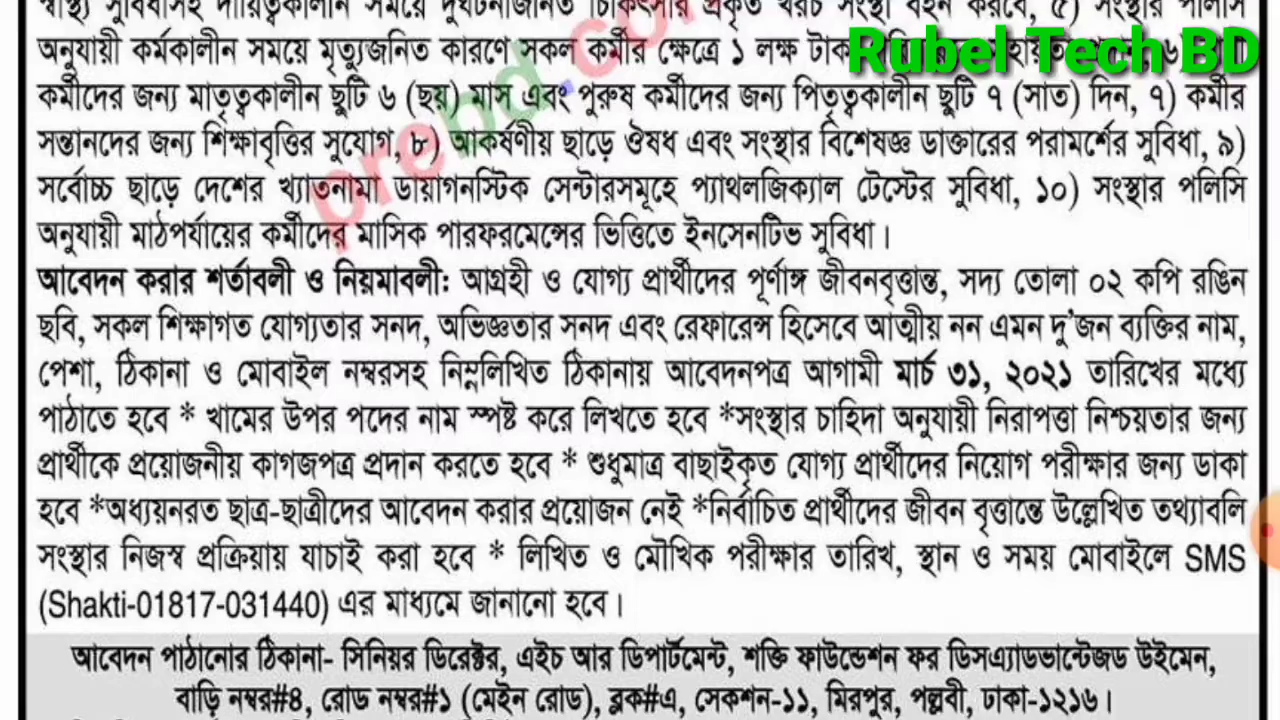 স্বাস্থ্য সুবিধাসহ দায়িত্বকালীন সময়ে দুর্ঘটনাজনিত চিকিৎসার প্রকৃত খরচ সংস্থা বহন করবে, ৫) সংস্থার পলিসি
অনুযায়ী কর্মকালীন সময়ে মৃত্যুজনিত কারণে সকল কর্মীর ক্ষেত্রে ১ লক্ষ
Rubel Tech BD
কর্মীদের জন্য মাতৃত্বকালীন ছুটি ৬ (ছয়) মাস এবং পুরুষ কর্মীদের জন্য পিতৃত্বকালীন ছুটি ৭ (সাত) দিন, ৭) কর্মীর
সন্তানদের জন্য শিক্ষাবৃত্তির সুযোগ, ৮) আকর্ষণীয় ছাড়ে ঔষধ এবং সংস্থার বিশেষজ্ঞ ডাক্তারের পরামর্শের সুবিধা, ৯)
সর্বোচ্চ ছাড়ে দেশের খ্যাতনামা ডায়াগনস্টিক সেন্টারসমূহে প্যাথলজিক্যাল টেস্টের সুবিধা, ১০) সংস্থার পলিসি
অনুযায়ী মাঠপর্যায়ের কর্মীদের মাসিক পারফরমেন্সের ভিত্তিতে ইনসেনটিভ সুবিধা।
prebd.com
আবেদন করার শর্তাবলী ও নিয়মাবলী: আগ্রহী ও যোগ্য প্রার্থীদের পূর্ণাঙ্গ জীবনবৃত্তান্ত, সদ্য তোলা ০২ কপি রঙিন
ছবি, সকল শিক্ষাগত যোগ্যতার সনদ, অভিজ্ঞতার সনদ এবং রেফারেন্স হিসেবে আত্মীয় নন এমন দু'জন ব্যক্তির নাম,
পেশা, ঠিকানা ও মোবাইল নম্বরসহ নিম্নলিখিত ঠিকানায় আবেদনপত্র আগামী মার্চ ৩১, ২০২১ তারিখের মধ্যে
পাঠাতে হবে * খামের উপর পদের নাম স্পষ্ট করে লিখতে হবে *সংস্থার চাহিদা অনুযায়ী নিরাপত্তা নিশ্চয়তার জন্য
প্রার্থীকে প্রয়োজনীয় কাগজপত্র প্রদান করতে হবে * শুধুমাত্র বাছাইকৃত যোগ্য প্রার্থীদের নিয়োগ পরীক্ষার জন্য ডাকা
হবে *অধ্যয়নরত ছাত্র-ছাত্রীদের আবেদন করার প্রয়োজন নেই *নির্বাচিত প্রার্থীদের জীবন বৃত্তান্তে উল্লেখিত তথ্যাবলি
সংস্থার নিজস্ব প্রক্রিয়ায় যাচাই করা হবে * লিখিত ও মৌখিক পরীক্ষার তারিখ, স্থান ও সময় মোবাইলে SMS
(Shakti-01817-031440) এর মাধ্যমে জানানো হবে।
আবেদন পাঠানোর ঠিকানা- সিনিয়র ডিরেক্টর, এইচ আর ডিপার্টমেন্ট, শক্তি ফাউন্ডেশন ফর ডিসএ্যাডভান্টেজড উইমেন,
বাড়ি নম্বর#৪, রোড নম্বর#১ (মেইন রোড), ব্লক#এ, সেকশন-১১, মিরপুর, পল্লবী, ঢাকা-১২১৬।